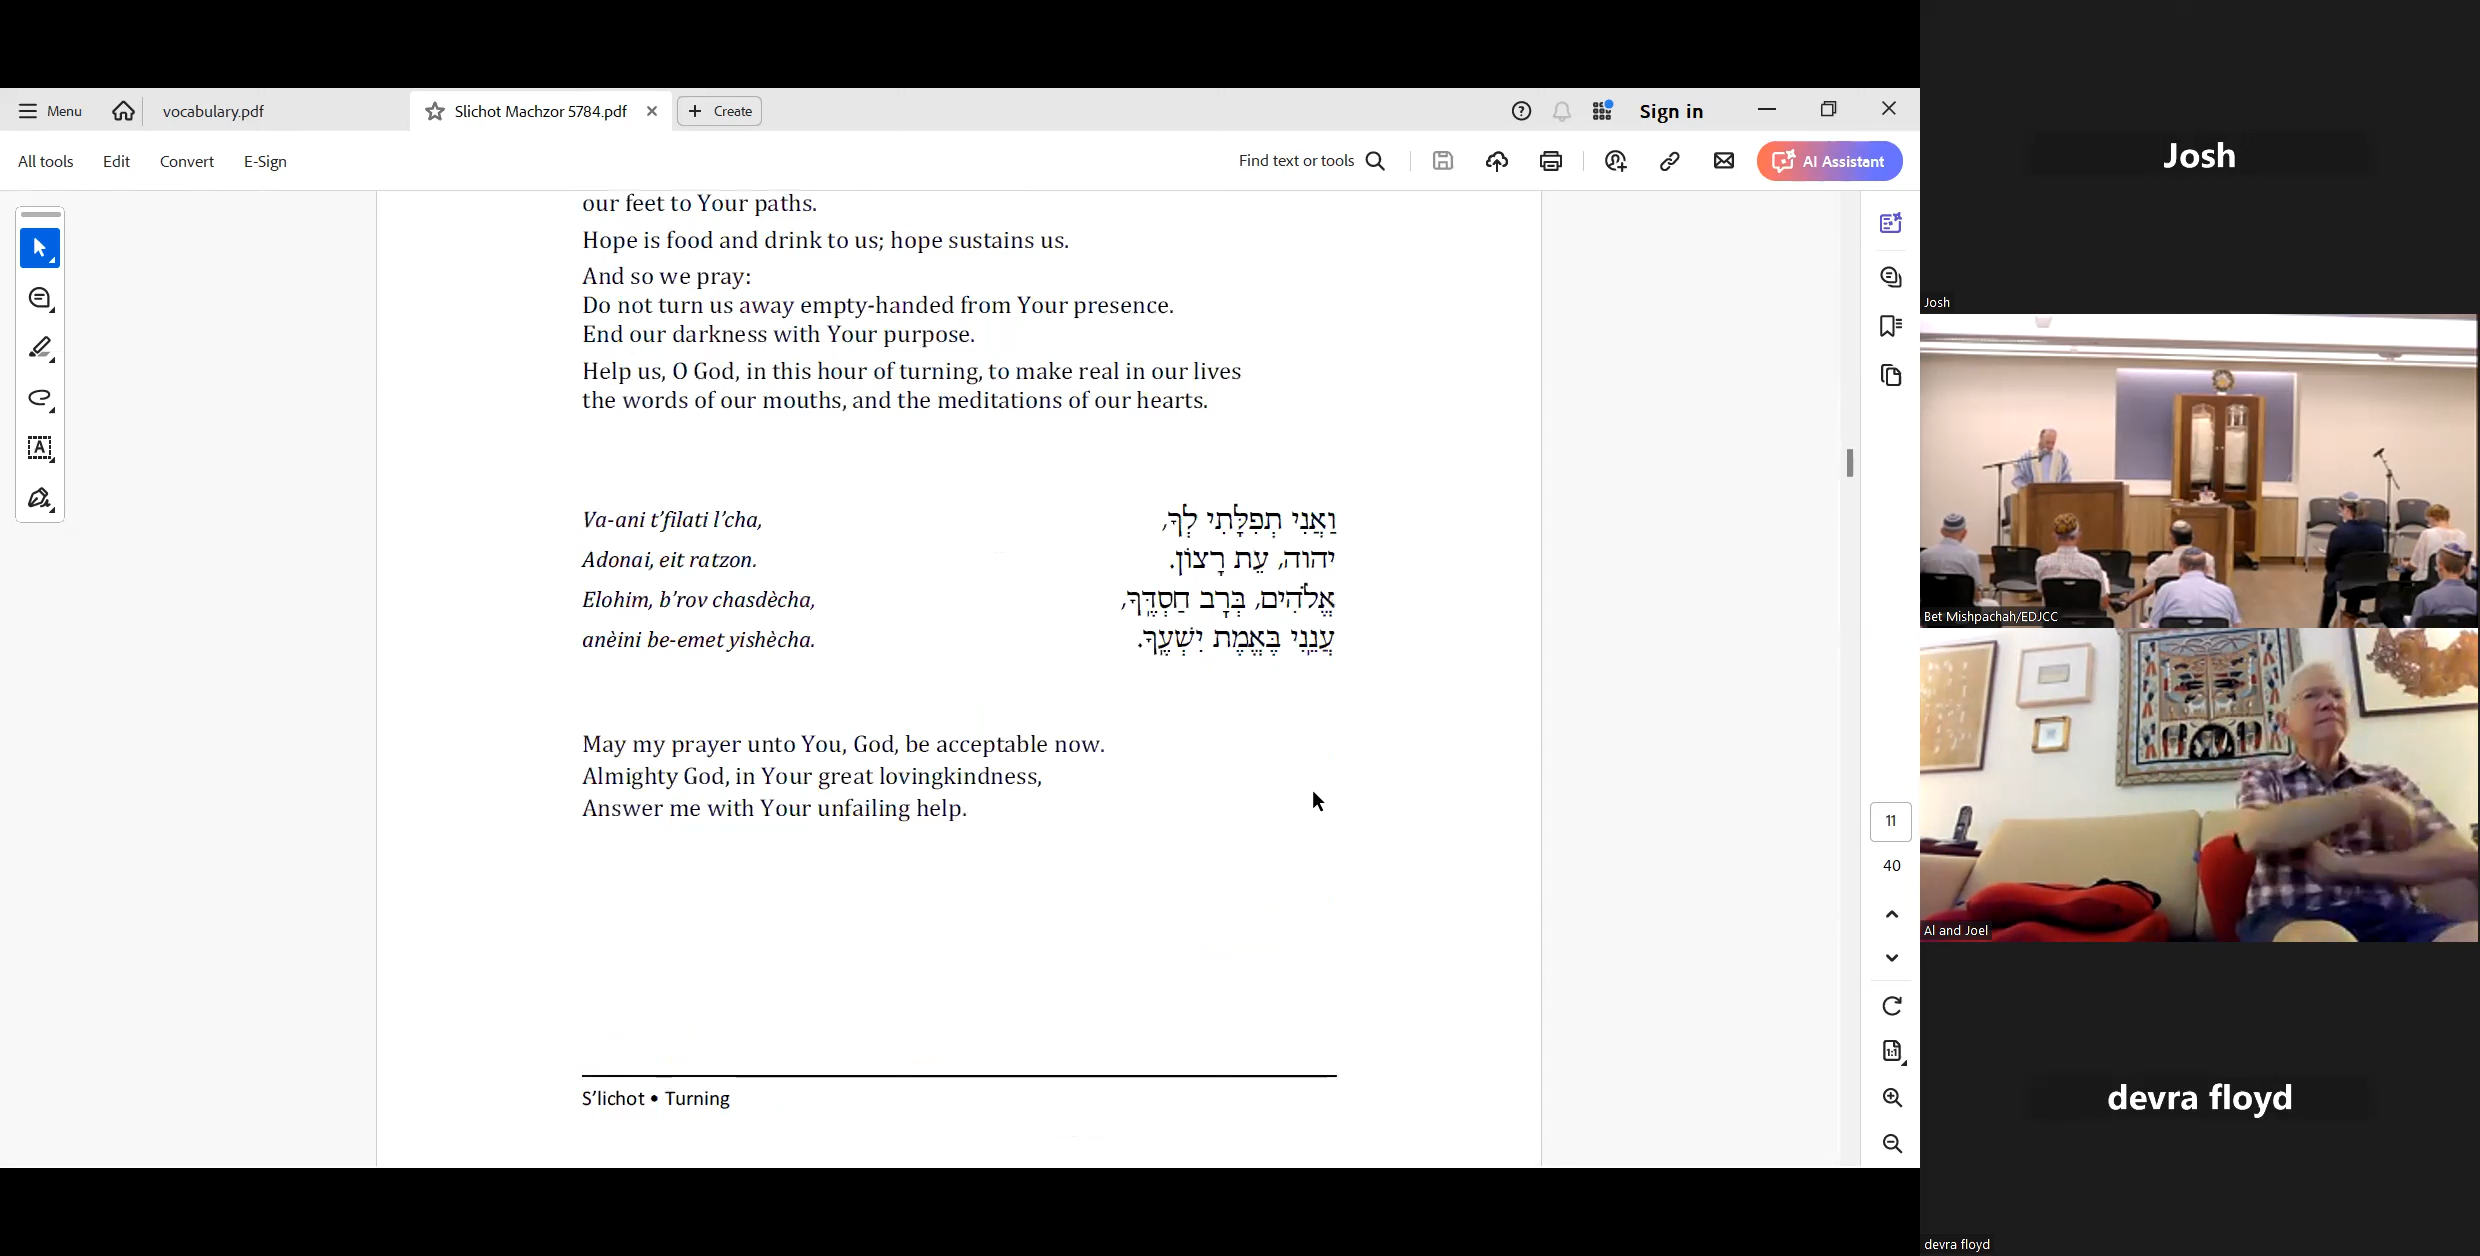 Menu
vocabulary.pdf
Slichot Machzor 5784.pdf
Create
Sign in
All tools
Edit
Convert
E-Sign
Find text or tools
AI Assistant
our feet to Your paths.
Hope is food and drink to us; hope sustains us.
And so we pray:
Do not turn us away empty-handed from Your presence.
End our darkness with Your purpose.
Help us, O God, in this hour of turning, to make real in our lives
the words of our mouths, and the meditations of our hearts.
Va-ani t’filati l’cha,
Adonai, eit ratzon.
Elohim, b’rov chasdècha,
anèini be-emet yishècha.
וַאֲנִי תְפִלָּתִי לְךָ,
יהוה, עֵת רָצוֹן.
אֱלֹהִים, בְּרָב חַסְדֶּךָ,
עֲנֵנִי בֶּאֱמֶת יִשְׁעֶךָ.
May my prayer unto You, God, be acceptable now.
Almighty God, in Your great lovingkindness,
Answer me with Your unfailing help.
S’lichot • Turning
11
40
Josh
Josh
Bet Mishpachah/EDJCC
Al and Joel
devra floyd
devra floyd